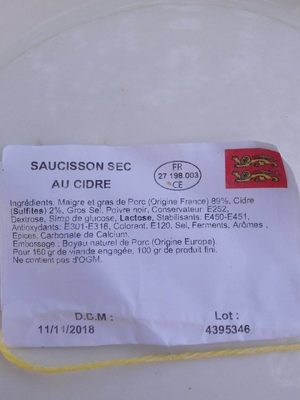 SAUCISSON SEC
AU CIDRE
FR
27 198.003
CE
Ingrédients: Maigre et gras de Porc (Origine France) 89%, Cidre
(Sulfites) 2%, Gros Sel, Poivre noir, Conservateur: E252,
Dextrose, Sirop de glucose, Lactose, Stabilisants: E450-E451,
Antioxydants: E301-E316, Colorant: E120, Sel, Ferments, Arômes ,
Epices, Carbonate de Calcium.
Embossage : Boyau naturel de Porc (Origine Europe).
Pour 160 gr de viande engagée, 100 gr de produit fini.
Ne contient pas d'OGM.
D.D.M :
Lot :
11/11/2018
4395346